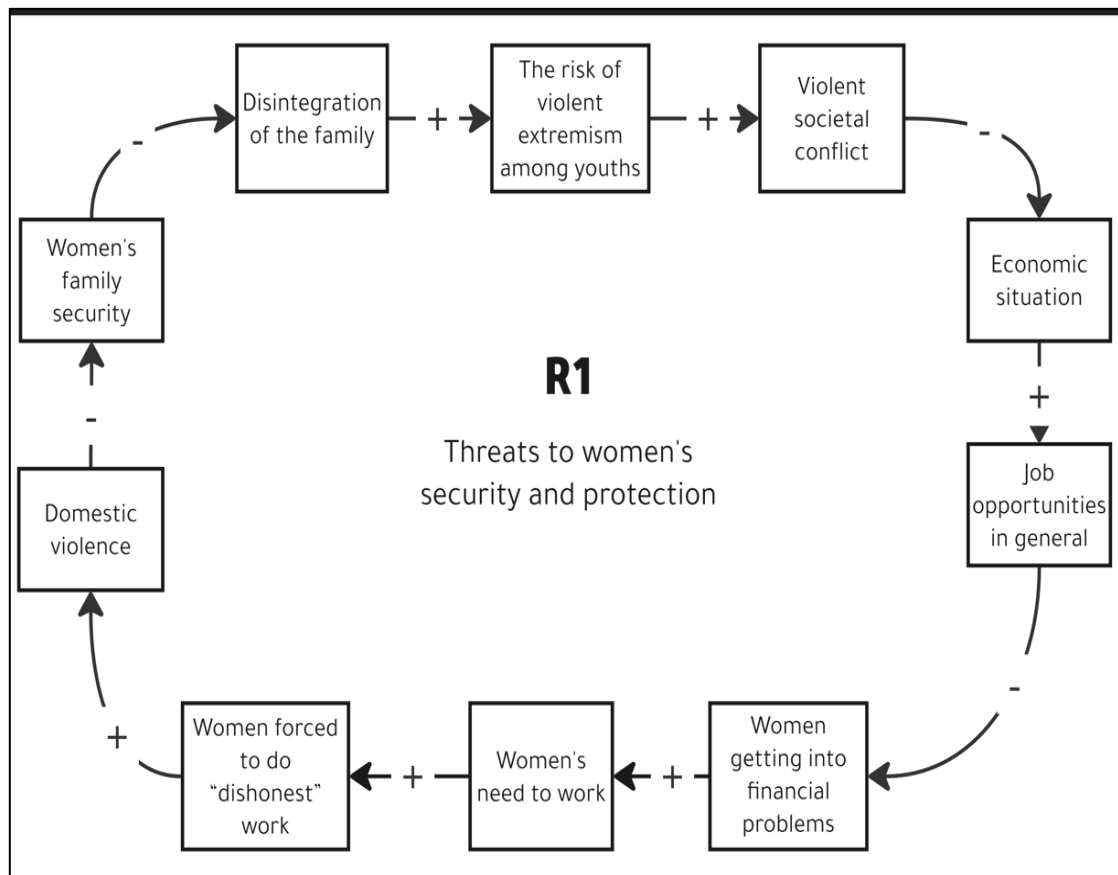 Disintegration
of the family
+
The risk of
violent
extremism
among youths
+
Violent
societal
conflict
-
Economic
situation
+
Job
opportunities
in general
-
Women
getting into
financial
problems
+
Women's
need to work
+
Women forced
to do
“dishonest”
work
+
Domestic
violence
-
Women's
family
security
-
R1
Threats to women's
security and protection